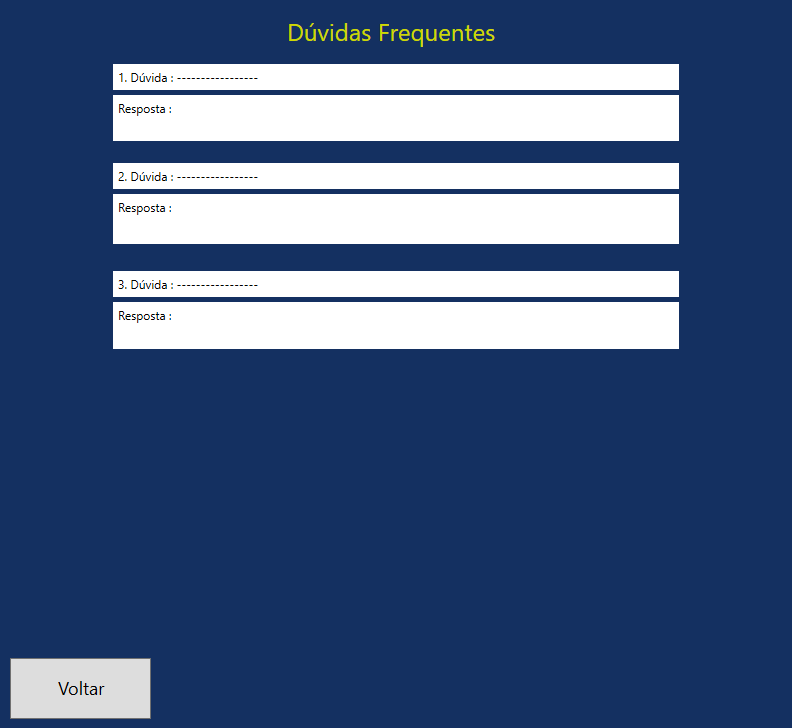 Dúvidas Frequentes
1. Dúvida : -----------------
Resposta :
2. Dúvida : -----------------
Resposta :
3. Dúvida : -----------------
Resposta :
Voltar